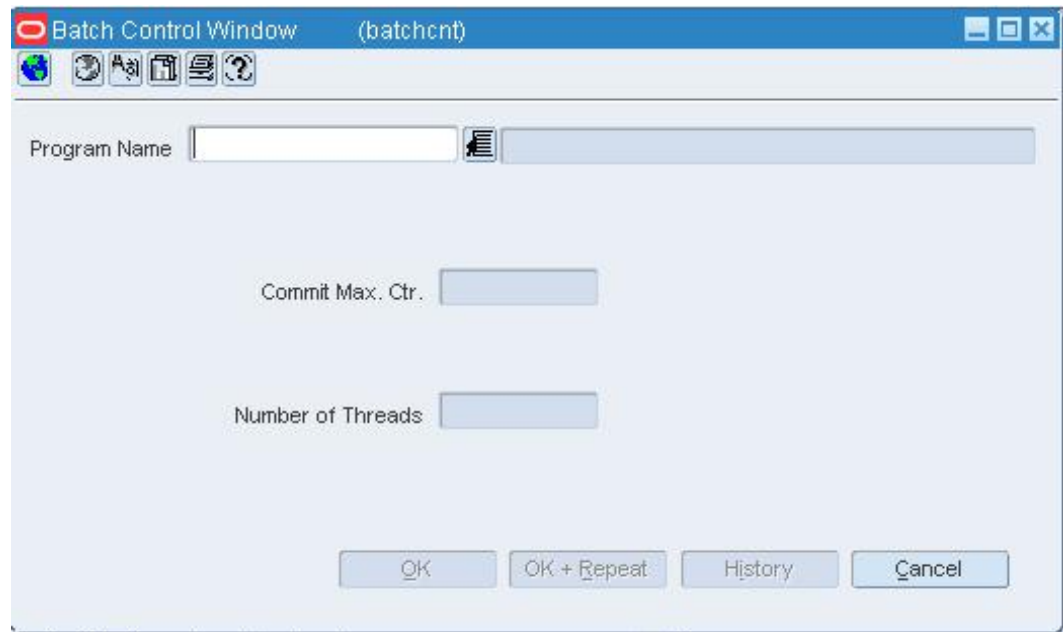 Batch Control Window (batchcnt)
Program Name
Commit Max. Ctr.
Number of Threads
OK OK + Repeat History Cancel